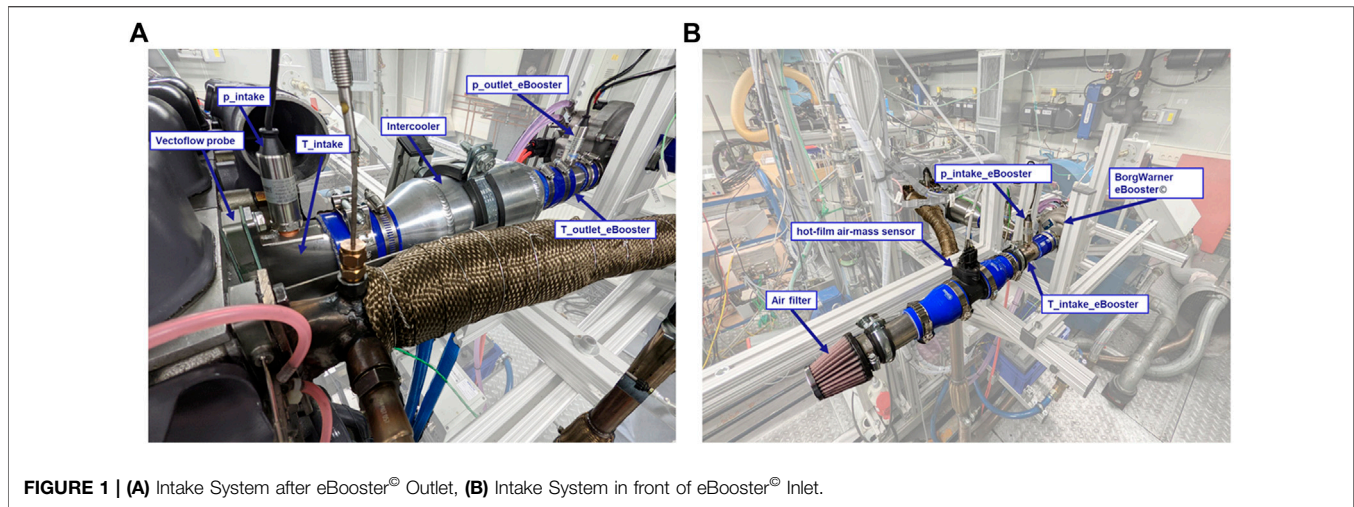 A
B
p_outlet_eBooster
p_intake
Intercooler
Vectoflow probe
T_intake
T_outlet_eBooster
p_intake_eBooster
BorgWarner
eBooster©
hot-film air-mass sensor
Air filter
T_intake_eBooster
FIGURE 1 | (A) Intake System after eBooster© Outlet, (B) Intake System in front of eBooster© Inlet.